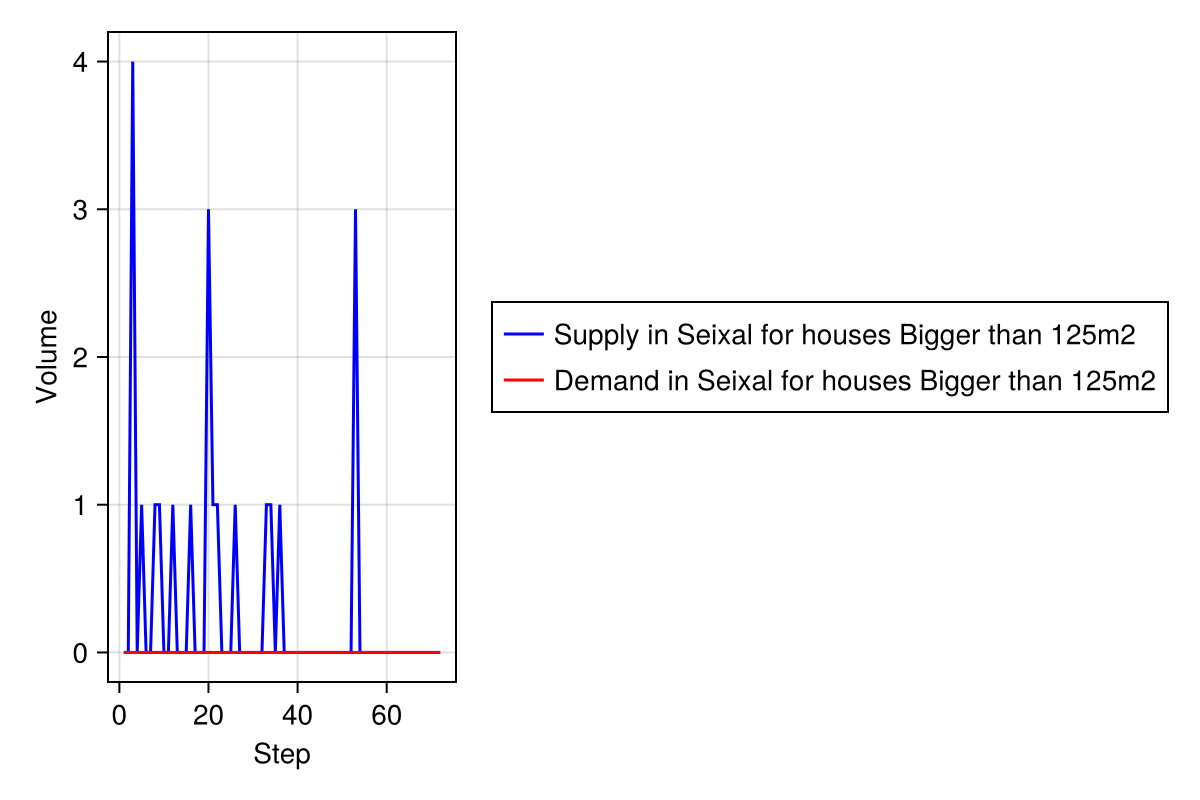 4
3
2
1
0
Volume
0 20 40 60
Step
Supply in Seixal for houses Bigger than 125m2
Demand in Seixal for houses Bigger than 125m2